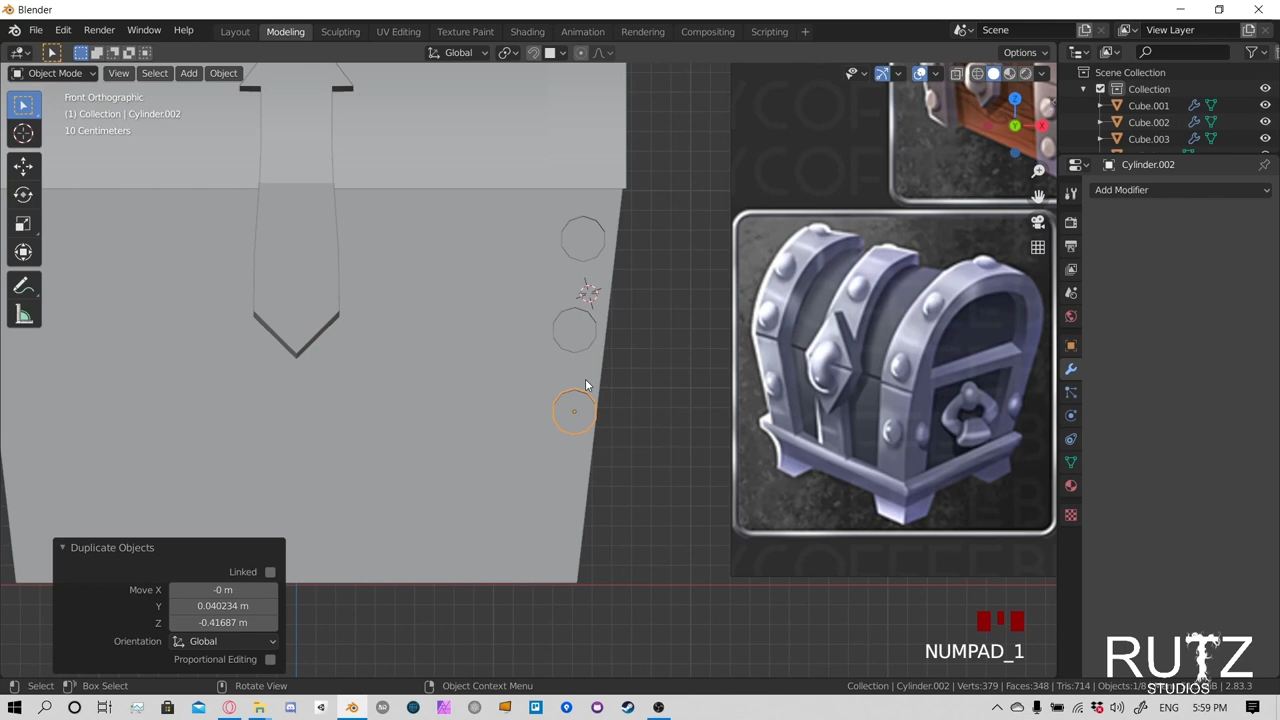 Blender
File Edit Render Window Help Layout Modeling Sculpting UV Editing Texture Paint Shading Animation Rendering Compositing Scripting + Scene View Layer
Global Options
Object Mode View Select Add Object
Front Orthographic
(1) Collection | Cylinder.002
10 Centimeters
Scene Collection
Collection
Cube.001
Cube.002
Cube.003
Cylinder.002
Add Modifier
Z
X
Y
Duplicate Objects
Linked
Move X -0 m
Y 0.040234 m
Z -0.41687 m
Orientation Global
Proportional Editing
NUMPAD_1
RUTZ
STUDIOS
Select Box Select Rotate View Object Context Menu
Collection | Cylinder.002 | Verts:379 | Faces:348 | Tris:714 | Objects:1/8
2.83.3
5:59 PM